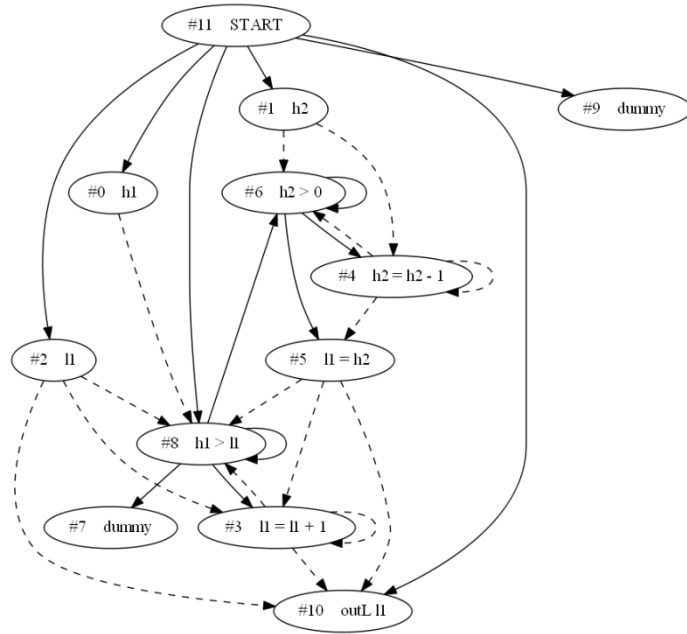 #11 START
#1 h2
#9 dummy
#0 h1
#6 h2 > 0
#4 h2 = h2 - 1
#2 l1
#5 l1 = h2
#8 h1 > l1
#7 dummy
#3 l1 = l1 + 1
#10 outL l1